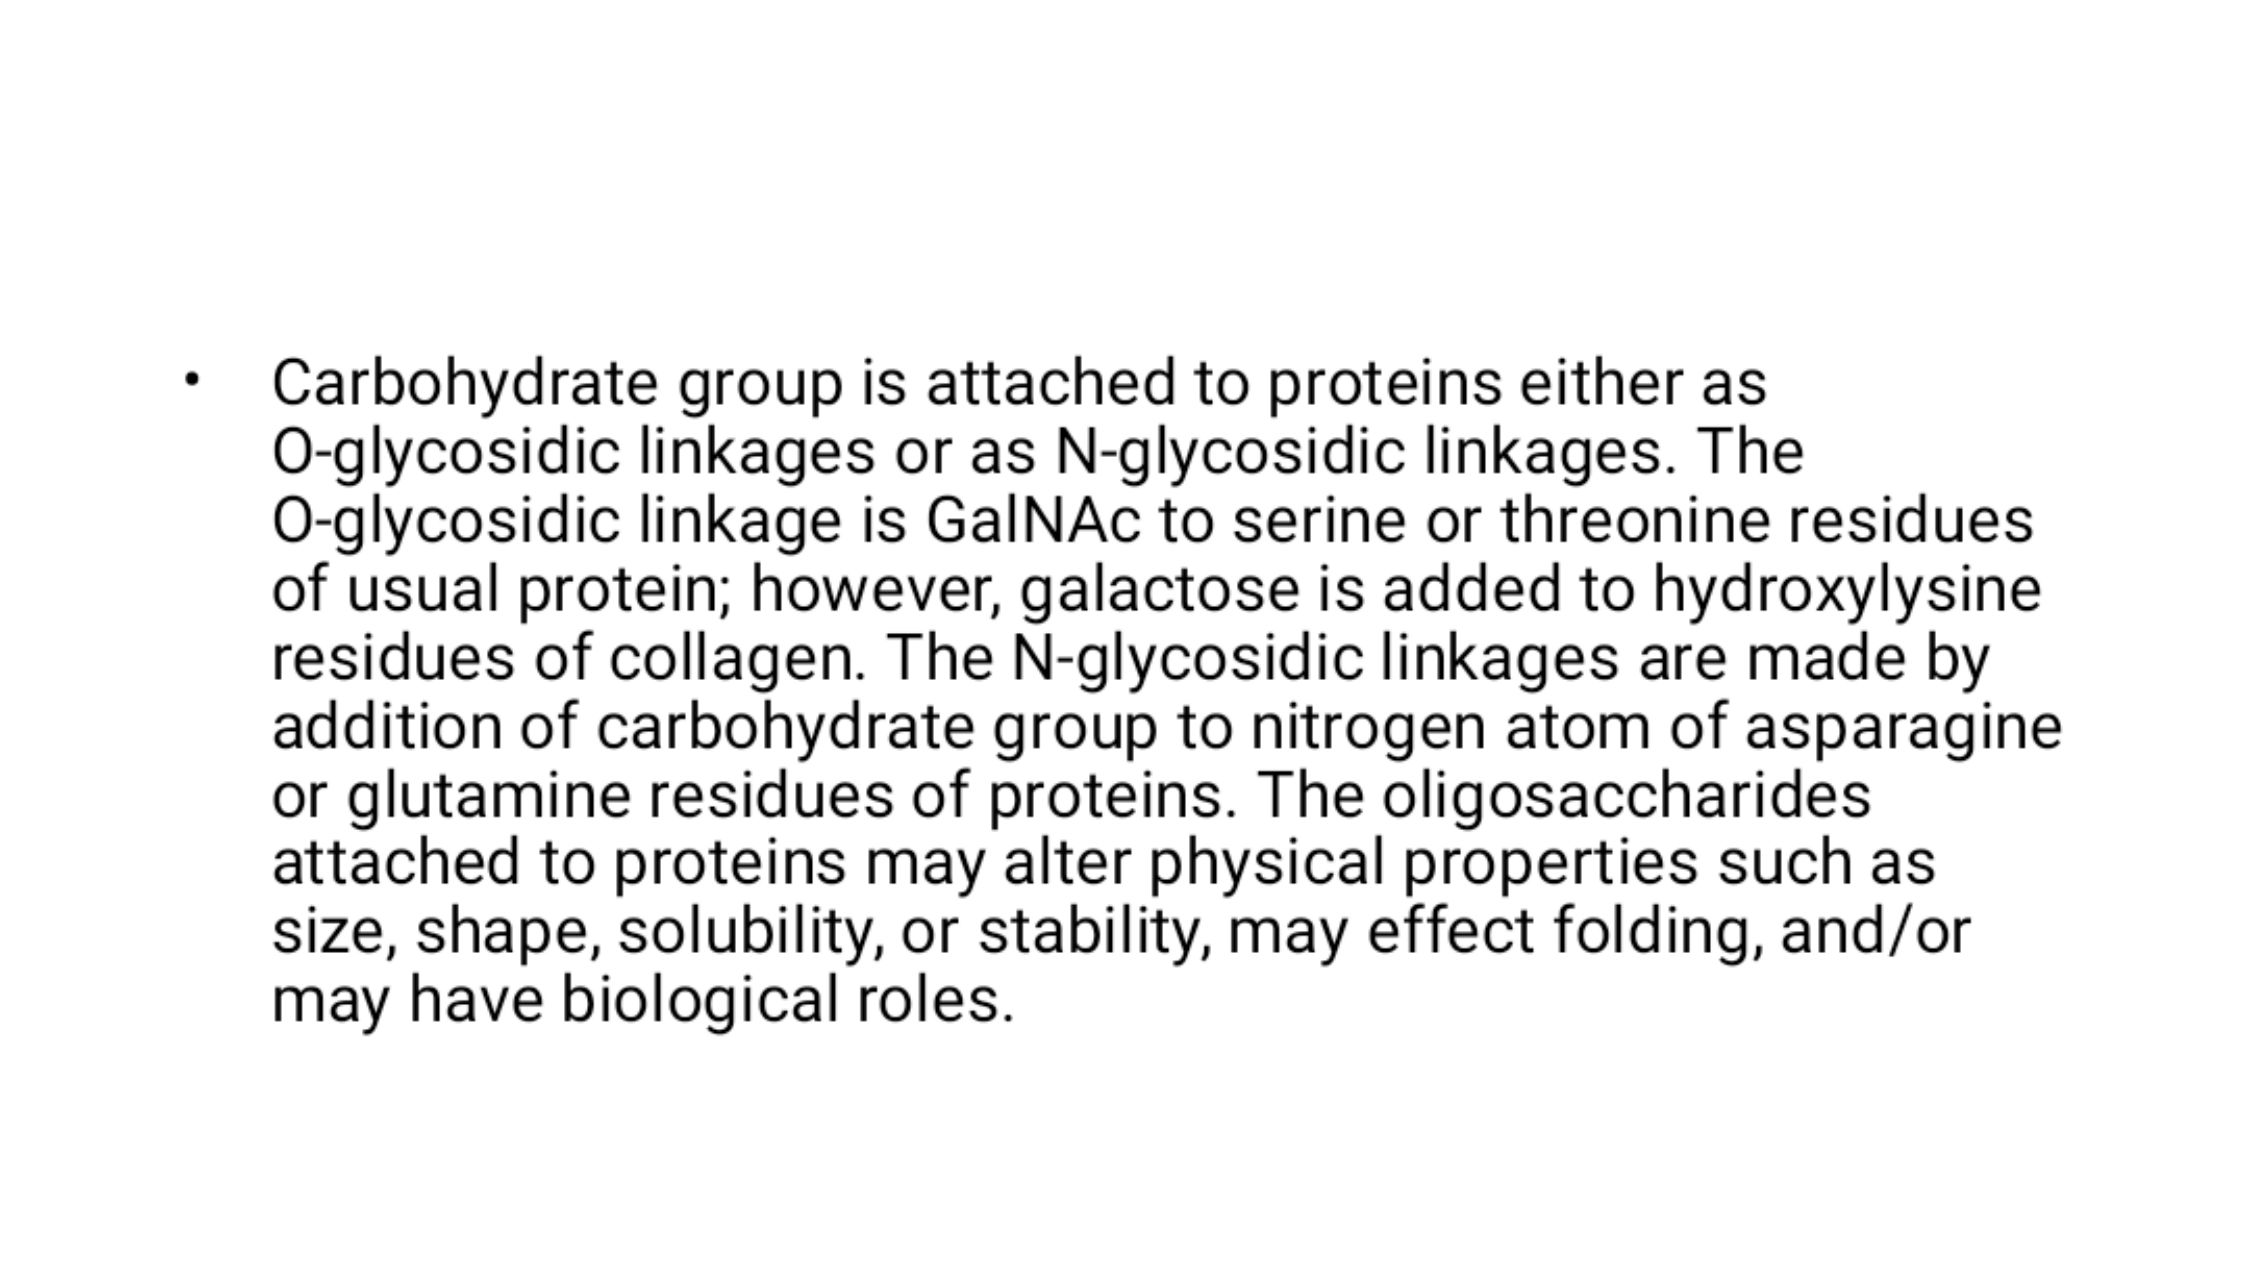 • Carbohydrate group is attached to proteins either as
O-glycosidic linkages or as N-glycosidic linkages. The
O-glycosidic linkage is GalNAc to serine or threonine residues
of usual protein; however, galactose is added to hydroxylysine
residues of collagen. The N-glycosidic linkages are made by
addition of carbohydrate group to nitrogen atom of asparagine
or glutamine residues of proteins. The oligosaccharides
attached to proteins may alter physical properties such as
size, shape, solubility, or stability, may effect folding, and/or
may have biological roles.